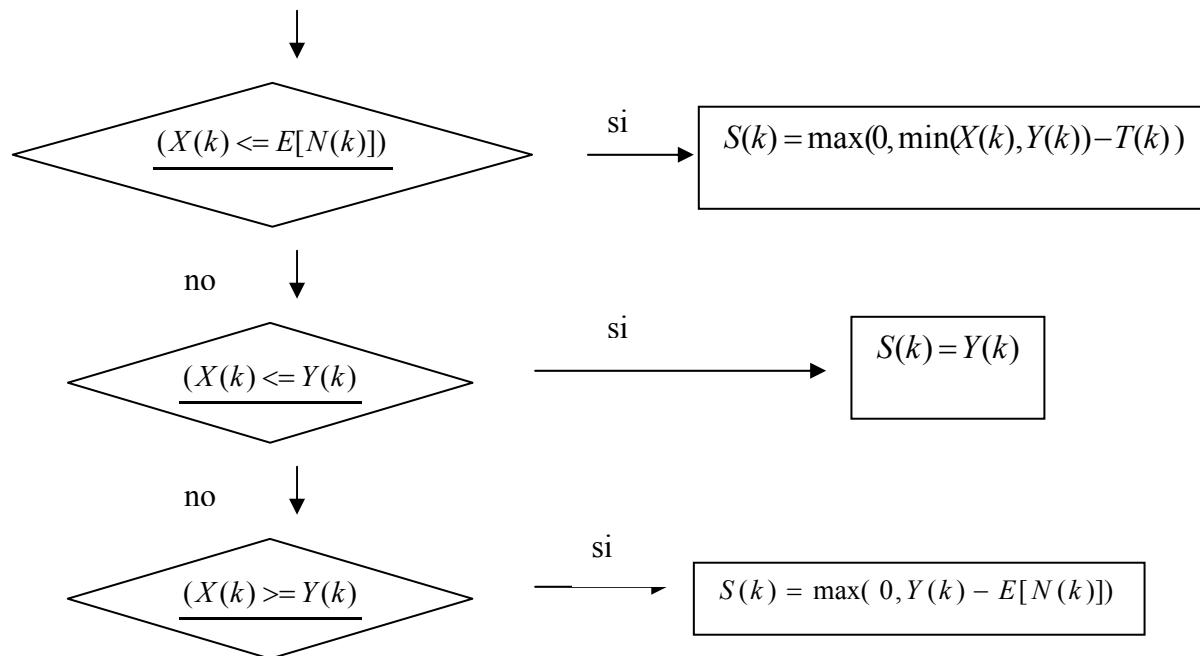 (X(k) <= E[N(k)])
si
S(k) = max(0, min(X(k), Y(k)) − T(k))
no
(X(k) <= Y(k)
si
S(k) = Y(k)
no
(X(k) >= Y(k)
si
S(k) = max( 0, Y(k) − E[N(k)])